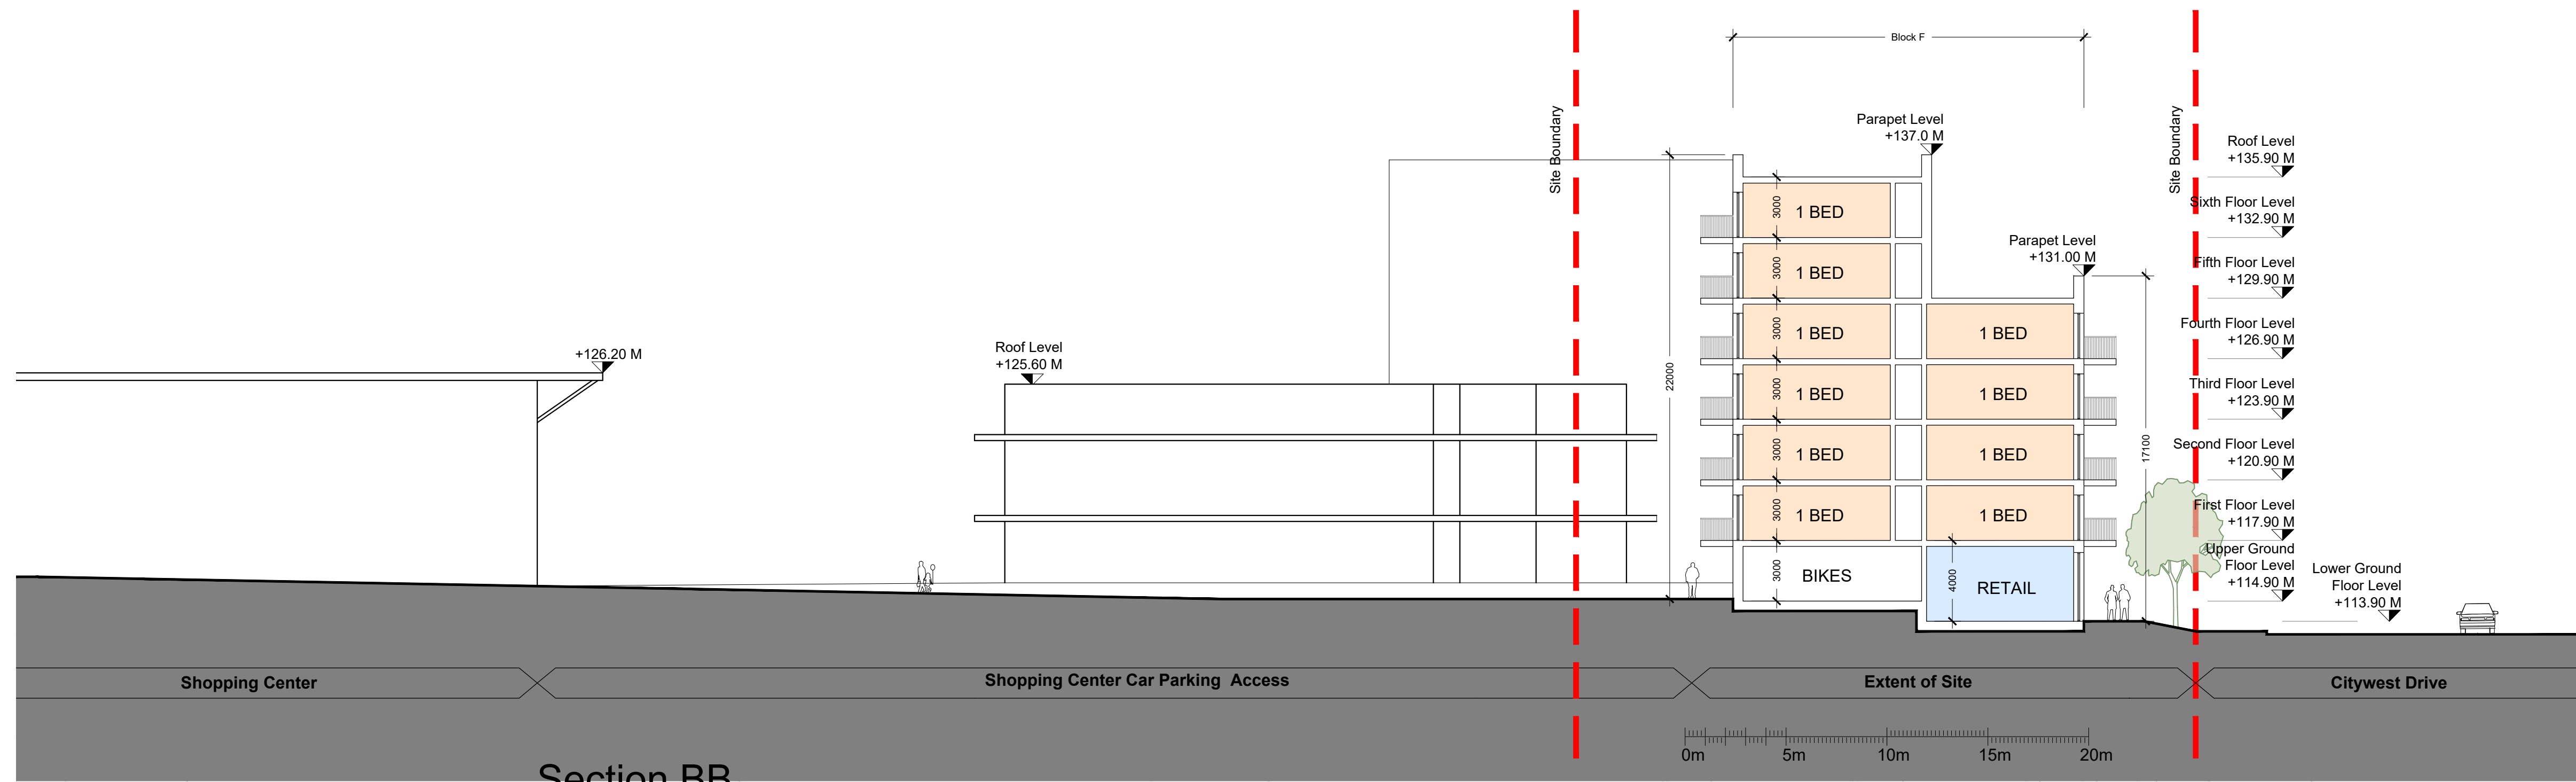 Block F
Site Boundary
Site Boundary
Parapet Level
+137.0 M
Parapet Level
+131.00 M
Roof Level
+135.90 M
Sixth Floor Level
+132.90 M
Fifth Floor Level
+129.90 M
Fourth Floor Level
+126.90 M
Third Floor Level
+123.90 M
Second Floor Level
+120.90 M
First Floor Level
+117.90 M
Upper Ground
Floor Level
+114.90 M
Lower Ground
Floor Level
+113.90 M
+126.20 M
Roof Level
+125.60 M
22000
17100
3000
1 BED
3000
1 BED
3000
1 BED
1 BED
3000
1 BED
1 BED
3000
1 BED
1 BED
3000
1 BED
1 BED
3000
BIKES
4000
RETAIL
Shopping Center
Shopping Center Car Parking Access
Extent of Site
Citywest Drive
0m
5m
10m
15m
20m
Section BB